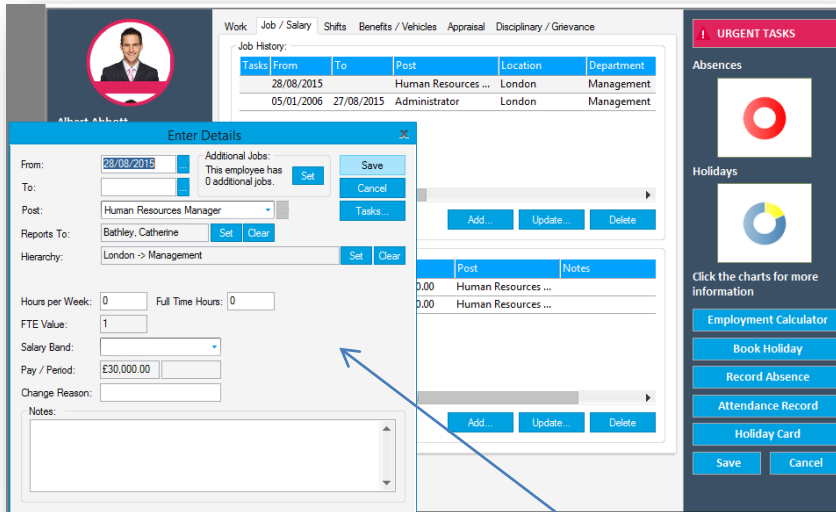 Work Job / Salary Shifts Benefits / Vehicles Appraisal Disciplinary / Grievance
Job History:
Tasks From To Post Location Department
28/08/2015 Human Resources ... London Management
05/01/2006 27/08/2015 Administrator London Management
Add... Update... Delete
Post Notes
0.00 Human Resources ...
0.00 Human Resources ...
Add... Update... Delete
Albert Abbott
Enter Details
From: 28/08/2015 ...
To: ...
Additional Jobs:
This employee has
0 additional jobs.
Set
Save
Cancel
Tasks...
Post: Human Resources Manager
Reports To: Bathley, Catherine Set Clear
Hierarchy: London -> Management Set Clear
Hours per Week: 0 Full Time Hours: 0
FTE Value: 1
Salary Band:
Pay / Period: £30,000.00
Change Reason:
Notes:
URGENT TASKS
Absences
Holidays
Click the charts for more
information
Employment Calculator
Book Holiday
Record Absence
Attendance Record
Holiday Card
Save Cancel